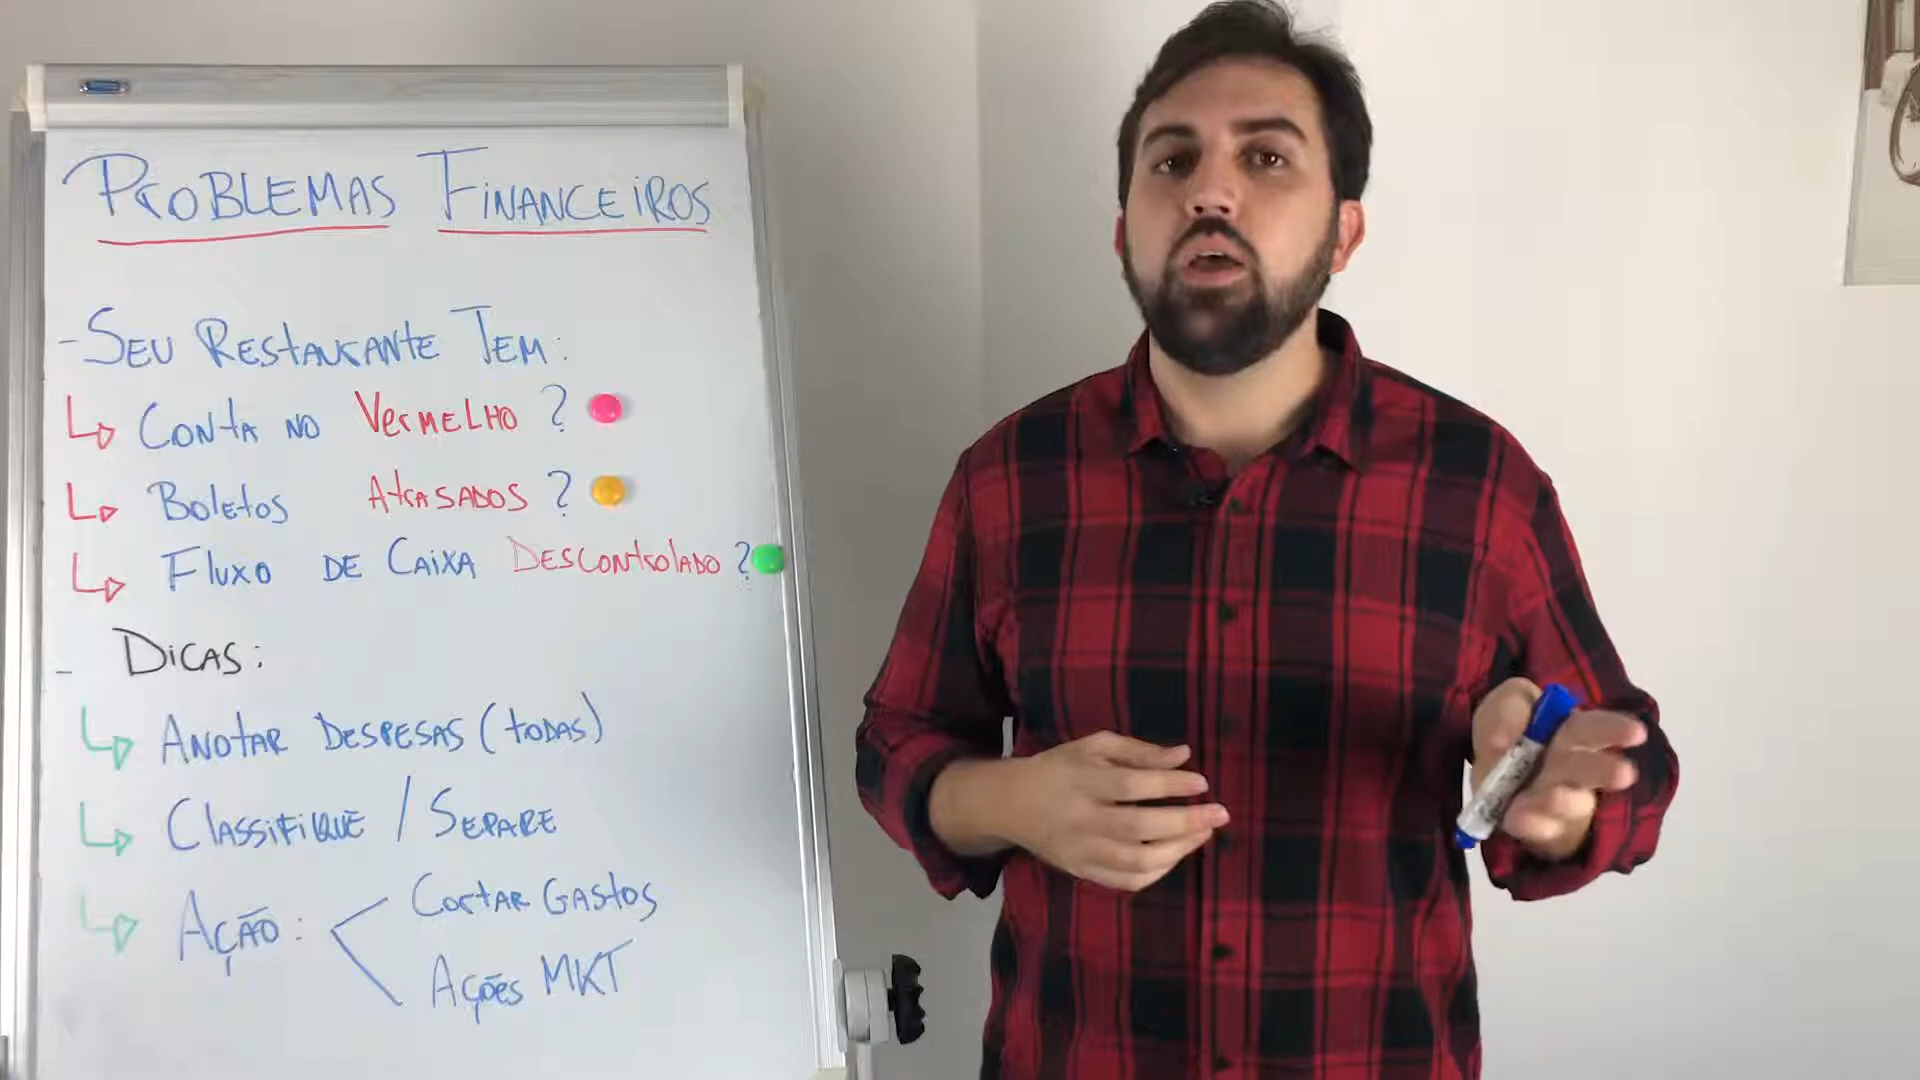 PROBLEMAS FINANCEIROS
- SEU RESTAURANTE TEM:
↳ CONTA NO VERMELHO ?
↳ BOLETOS ATRASADOS ?
↳ FLUXO DE CAIXA DESCONTROLADO ?
- DICAS:
↳ ANOTAR DESPESAS (TODAS)
↳ CLASSIFIQUE / SEPARE
↳ AÇÃO:
CORTAR GASTOS
AÇÕES MKT